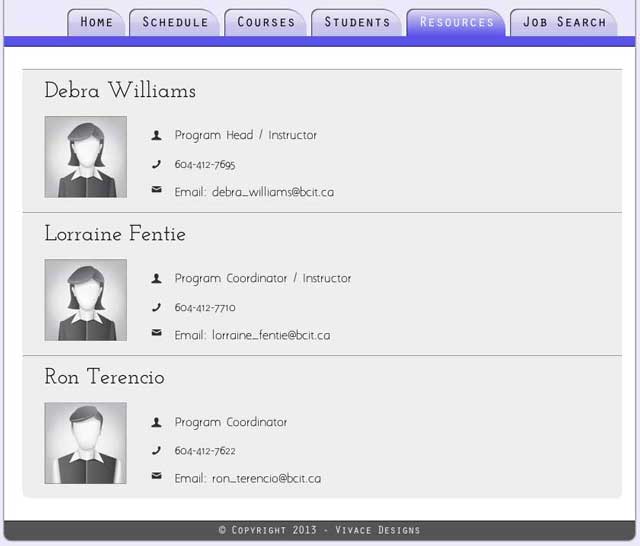 Home Schedule Courses Students Resources Job Search
Debra Williams
Program Head / Instructor
604-412-7695
Email: debra_williams@bcit.ca
Lorraine Fentie
Program Coordinator / Instructor
604-412-7710
Email: lorraine_fentie@bcit.ca
Ron Terencio
Program Coordinator
604-412-7622
Email: ron_terencio@bcit.ca
© Copyright 2013 - Vivace Designs